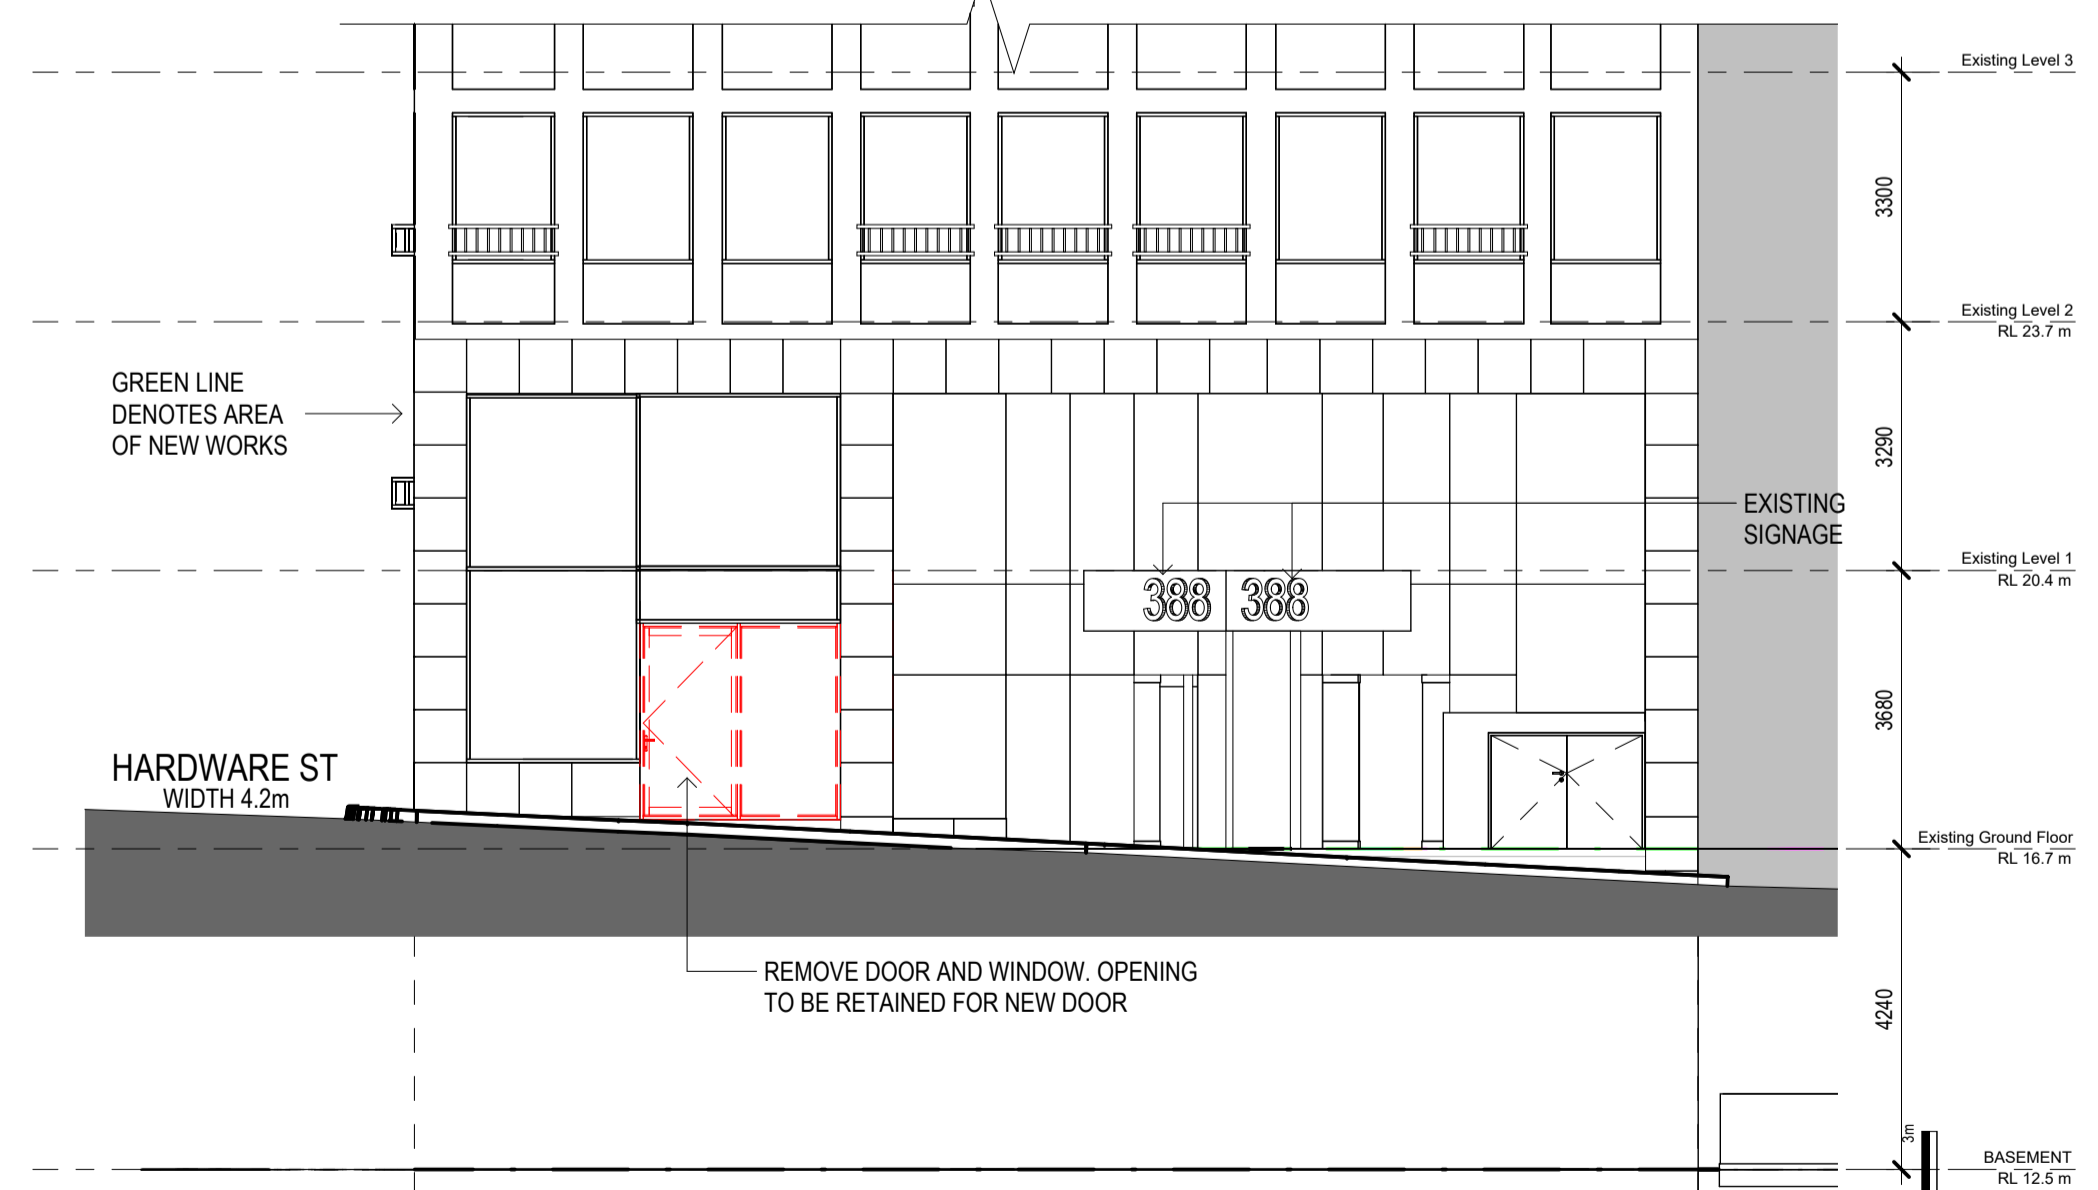 Existing Level 3
3300
Existing Level 2
RL 23.7 m
GREEN LINE
DENOTES AREA
OF NEW WORKS
3290
EXISTING
SIGNAGE
Existing Level 1
RL 20.4 m
388 388
3680
HARDWARE ST
WIDTH 4.2m
Existing Ground Floor
RL 16.7 m
REMOVE DOOR AND WINDOW. OPENING
TO BE RETAINED FOR NEW DOOR
4240
3m
BASEMENT
RL 12.5 m